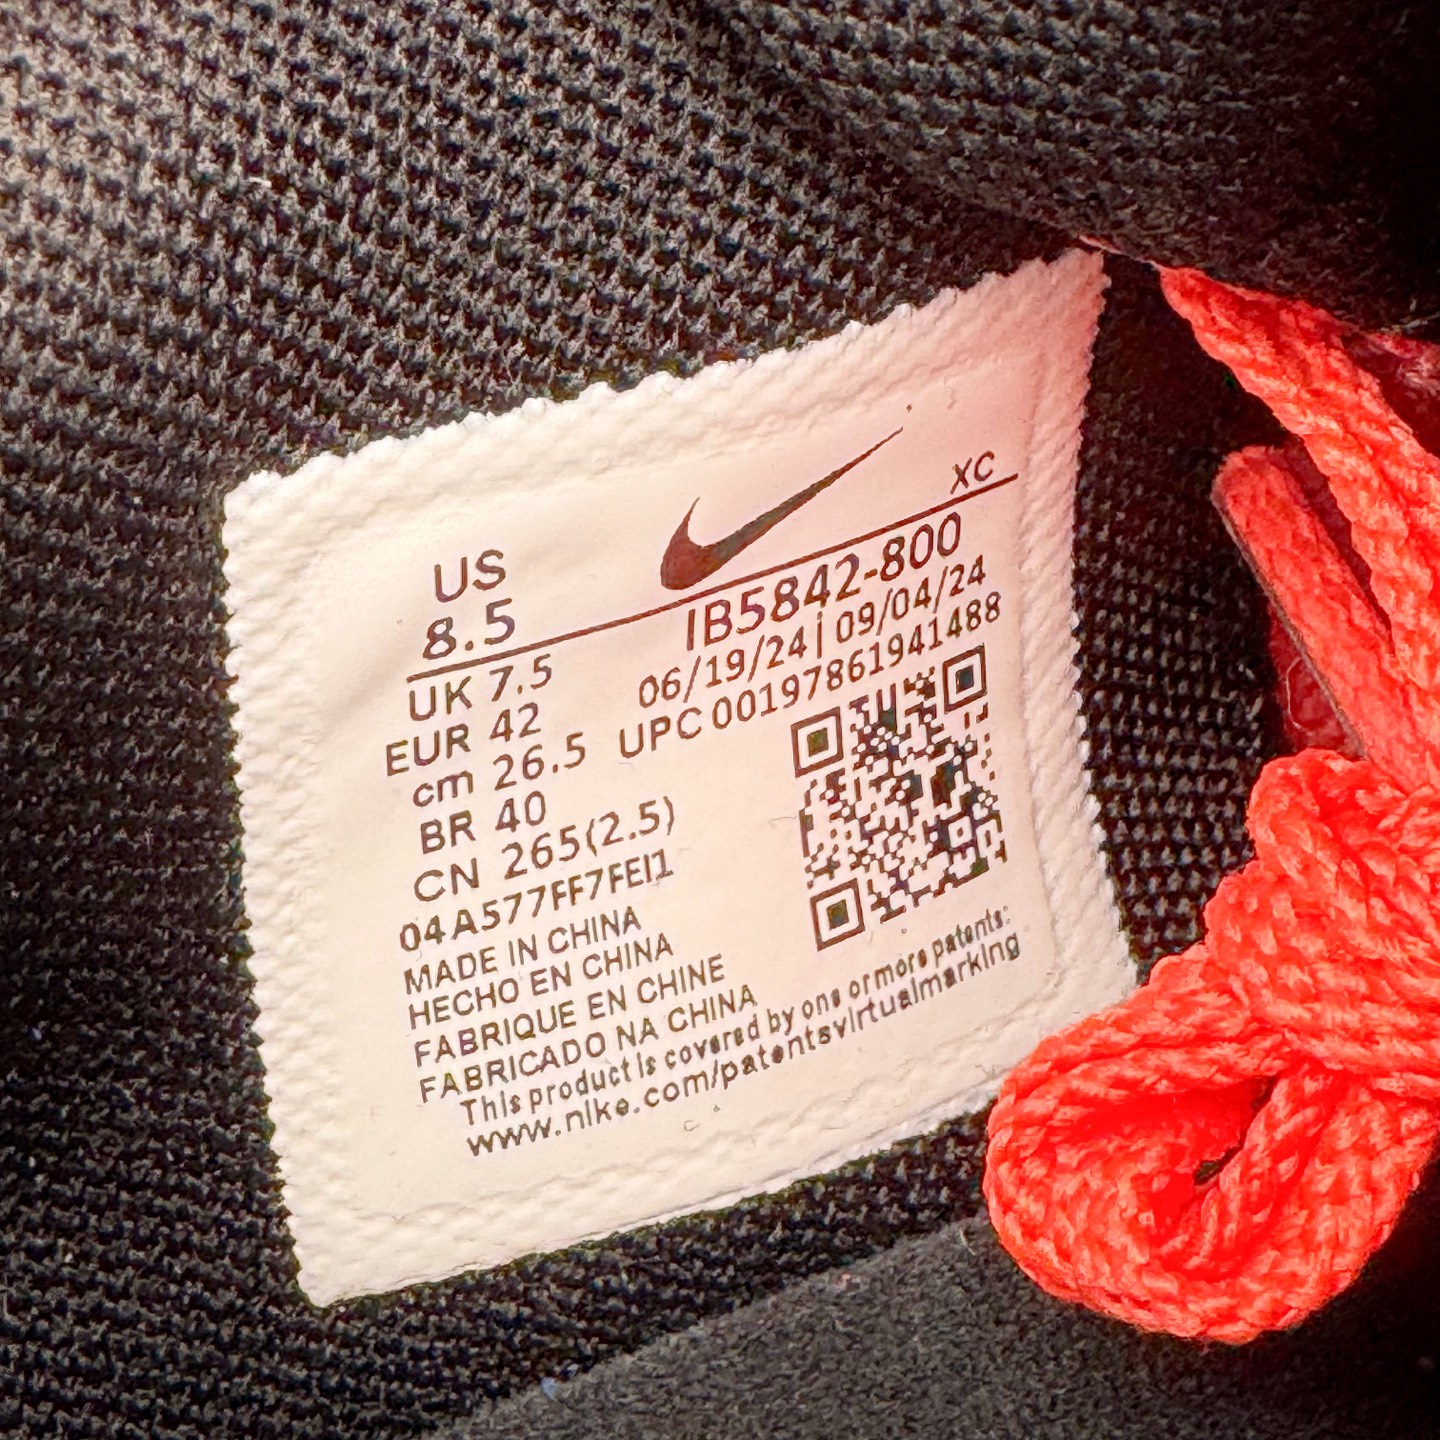 US
8.5
XC
UK 7.5
EUR 42
cm 26.5
BR 40
CN 265(2.5)
IB5842-800
06/19/24|09/04/24
UPC 00197861941488
04A577FF7FEI1
MADE IN CHINA
HECHO EN CHINA
FABRIQUE EN CHINE
FABRICADO NA CHINA
This product is covered by one or more patents:
www.nike.com/patentsvirtualmarking